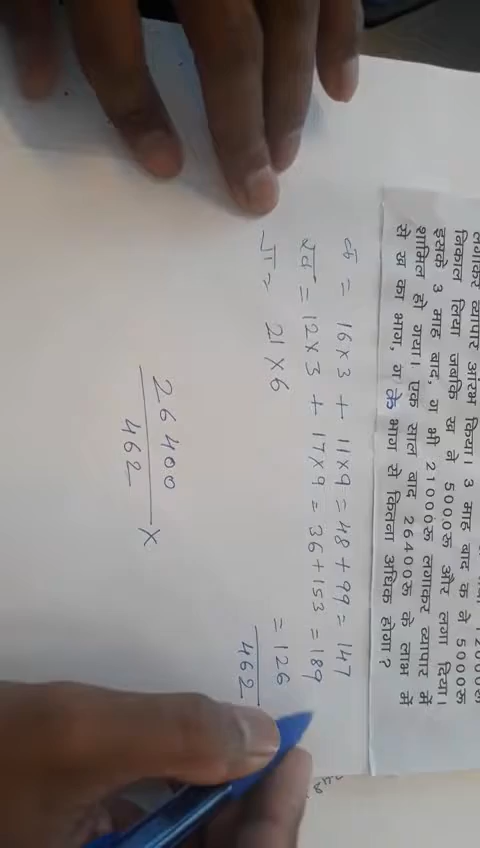 लगाकर व्यापार आरंभ किया। 3 माह बाद क ने 5000रू
निकाल लिया जबकि ख ने 5000रू और लगा दिया।
इसके 3 माह बाद, ग भी 21000रू लगाकर व्यापार में
शामिल हो गया। एक साल बाद 26400रू के लाभ में
से ख का भाग, ग के भाग से कितना अधिक होगा?
क = 16×3 + 11×9 = 48 + 99 = 147
ख = 12×3 + 17×9 = 36+153 = 189
ग = 21×6 = 126
462
26400
462 ×